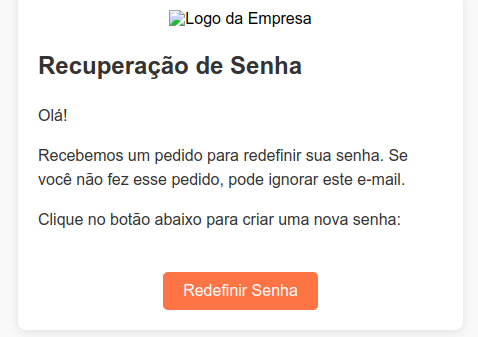 Logo da Empresa
Recuperação de Senha
Olá!
Recebemos um pedido para redefinir sua senha. Se
você não fez esse pedido, pode ignorar este e-mail.
Clique no botão abaixo para criar uma nova senha:
Redefinir Senha